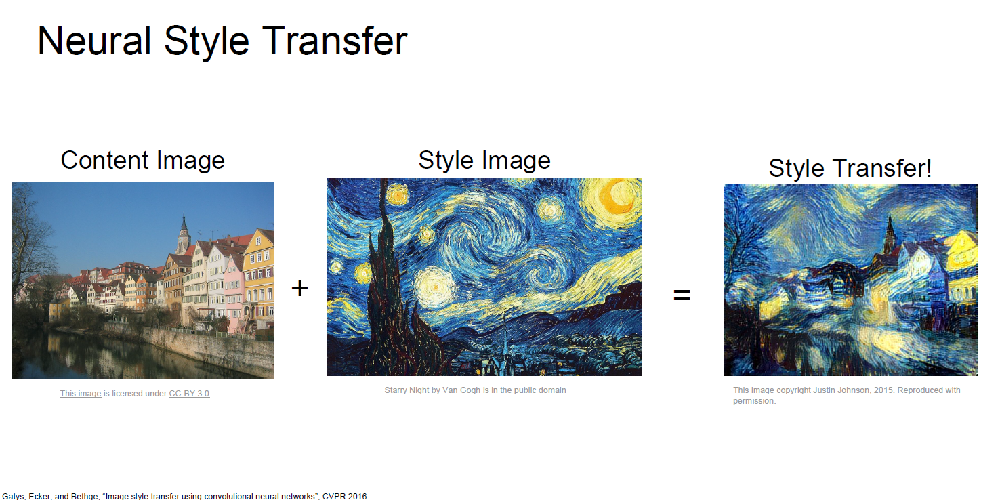 Neural Style Transfer
Content Image
Style Image
Style Transfer!
+
=
This image is licensed under CC-BY 3.0
Starry Night by Van Gogh is in the public domain
This image copyright Justin Johnson, 2015. Reproduced with
permission.
Gatys, Ecker, and Bethge, “Image style transfer using convolutional neural networks”, CVPR 2016